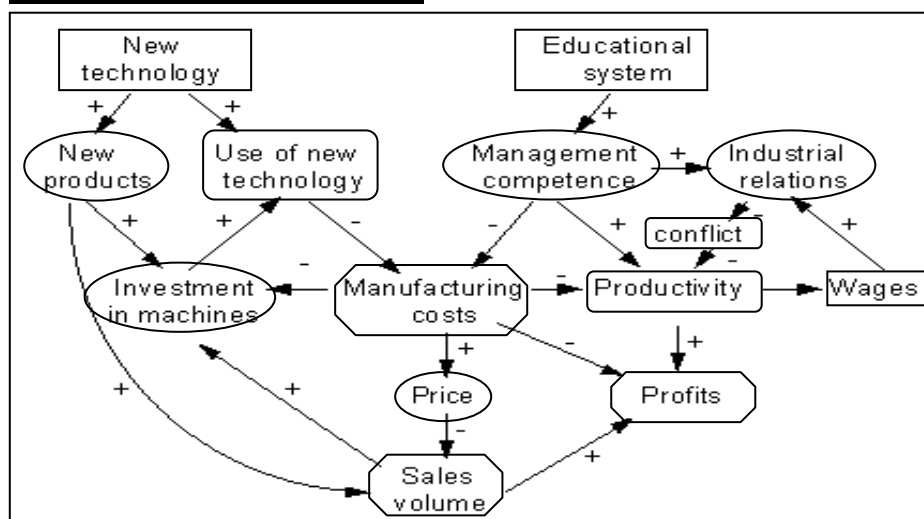 New
technology
Educational
system
+
+
+
New
products
Use of new
technology
Management
competence
+
Industrial
relations
+
+
-
-
+
-
conflict
+
-
Investment
in machines
-
Manufacturing
costs
-
Productivity
Wages
+
-
+
+
+
Price
Profits
-
+
Sales
volume